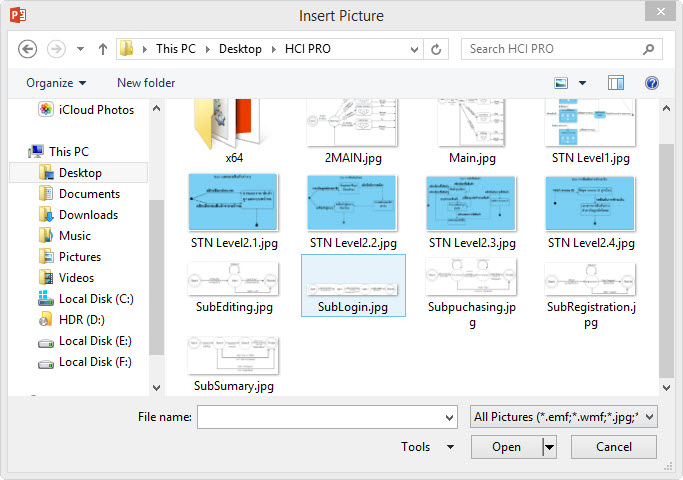 Insert Picture
This PC Desktop HCI PRO
Search HCI PRO
Organize New folder
iCloud Photos
This PC
Desktop
Documents
Downloads
Music
Pictures
Videos
Local Disk (C:)
HDR (D:)
Local Disk (E:)
Local Disk (F:)
x64 2MAIN.jpg Main.jpg STN Level1.jpg
STN Level2.1.jpg STN Level2.2.jpg STN Level2.3.jpg STN Level2.4.jpg
SubEditing.jpg SubLogin.jpg Subpuchasing.jp SubRegistration.j
g pg
SubSumary.jpg
File name: All Pictures (*.emf;*.wmf;*.jpg;*
Tools Open Cancel